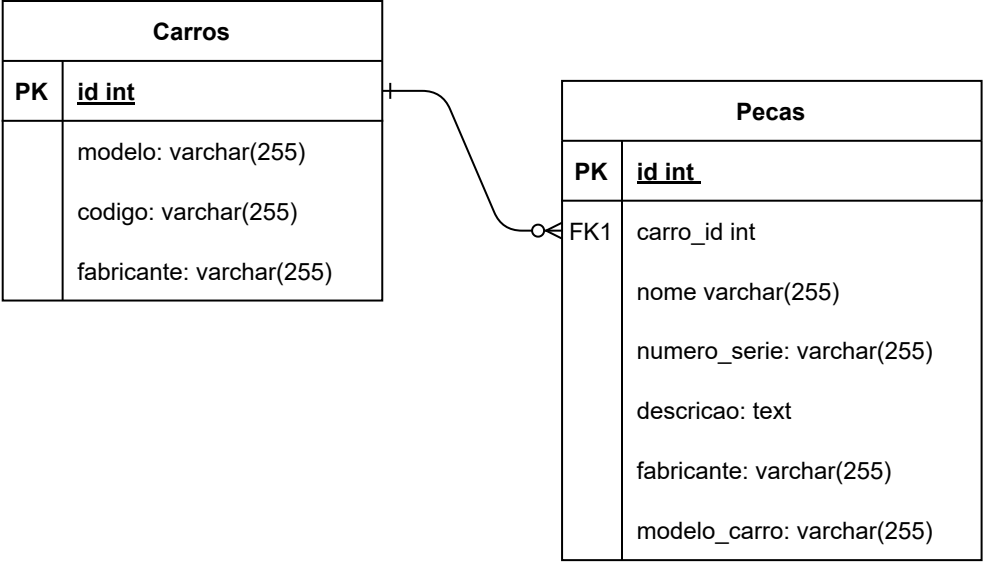 Carros
PK id int
modelo: varchar(255)
codigo: varchar(255)
fabricante: varchar(255)
Pecas
PK id int
FK1 carro_id int
nome varchar(255)
numero_serie: varchar(255)
descricao: text
fabricante: varchar(255)
modelo_carro: varchar(255)